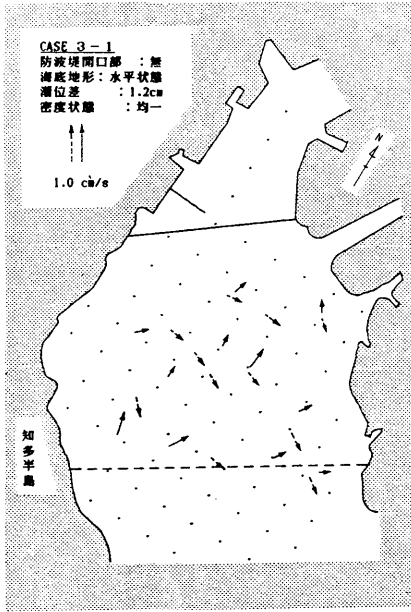 CASE 3-1
防波堤開口部 : 無
海底地形: 水平状態
潮位差 : 1.2cm
密度状態 : 均一
1.0 cm/s
N
知多半島